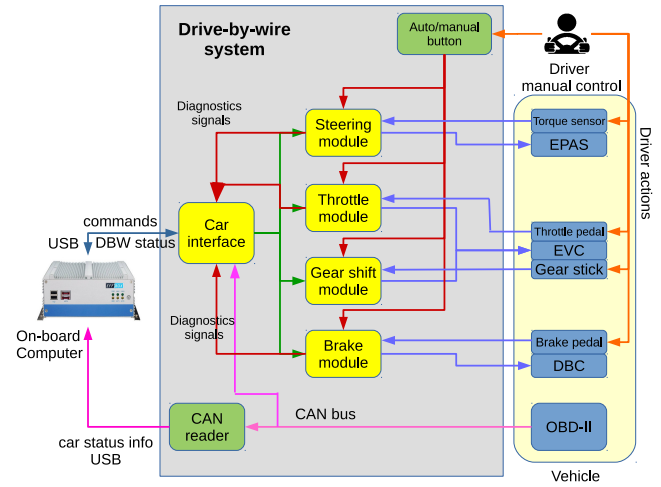 Drive-by-wire
system
Auto/manual
button
Driver
manual control
Diagnostics
signals
Steering
module
Torque sensor
EPAS
Driver actions
commands
USB DBW status
Car
interface
Throttle
module
Throttle pedal
EVC
Gear stick
Gear shift
module
On-board
Computer
Diagnostics
signals
Brake
module
Brake pedal
DBC
CAN
reader
CAN bus
OBD-II
car status info
USB
Vehicle